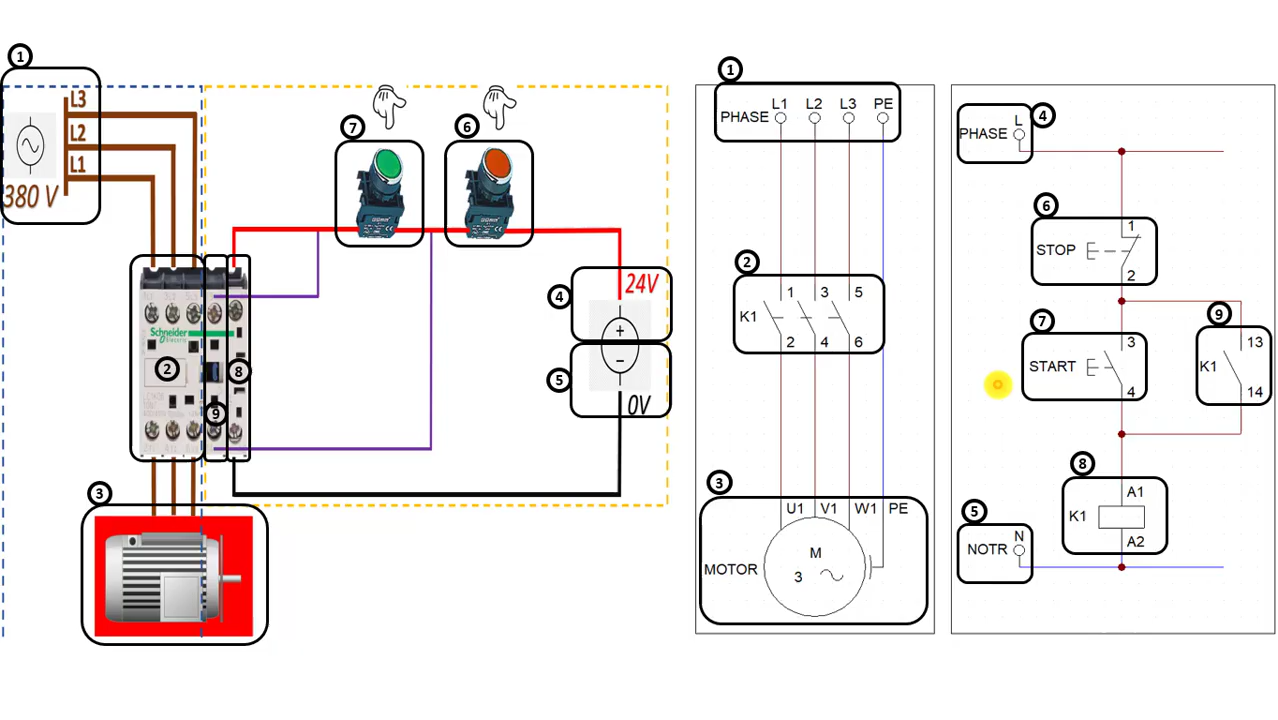 1
L3
L2
L1
380 V
7
6
4
24V
+
-
5
0V
Schneider
Electric
2
8
9
3
1
PHASE
L1
L2
L3
PE
2
K1
1
3
5
2
4
6
3
U1
V1
W1
PE
MOTOR
M
3
PHASE
L
4
6
STOP
1
2
7
START
3
4
9
K1
13
14
8
K1
A1
A2
5
NOTR
N